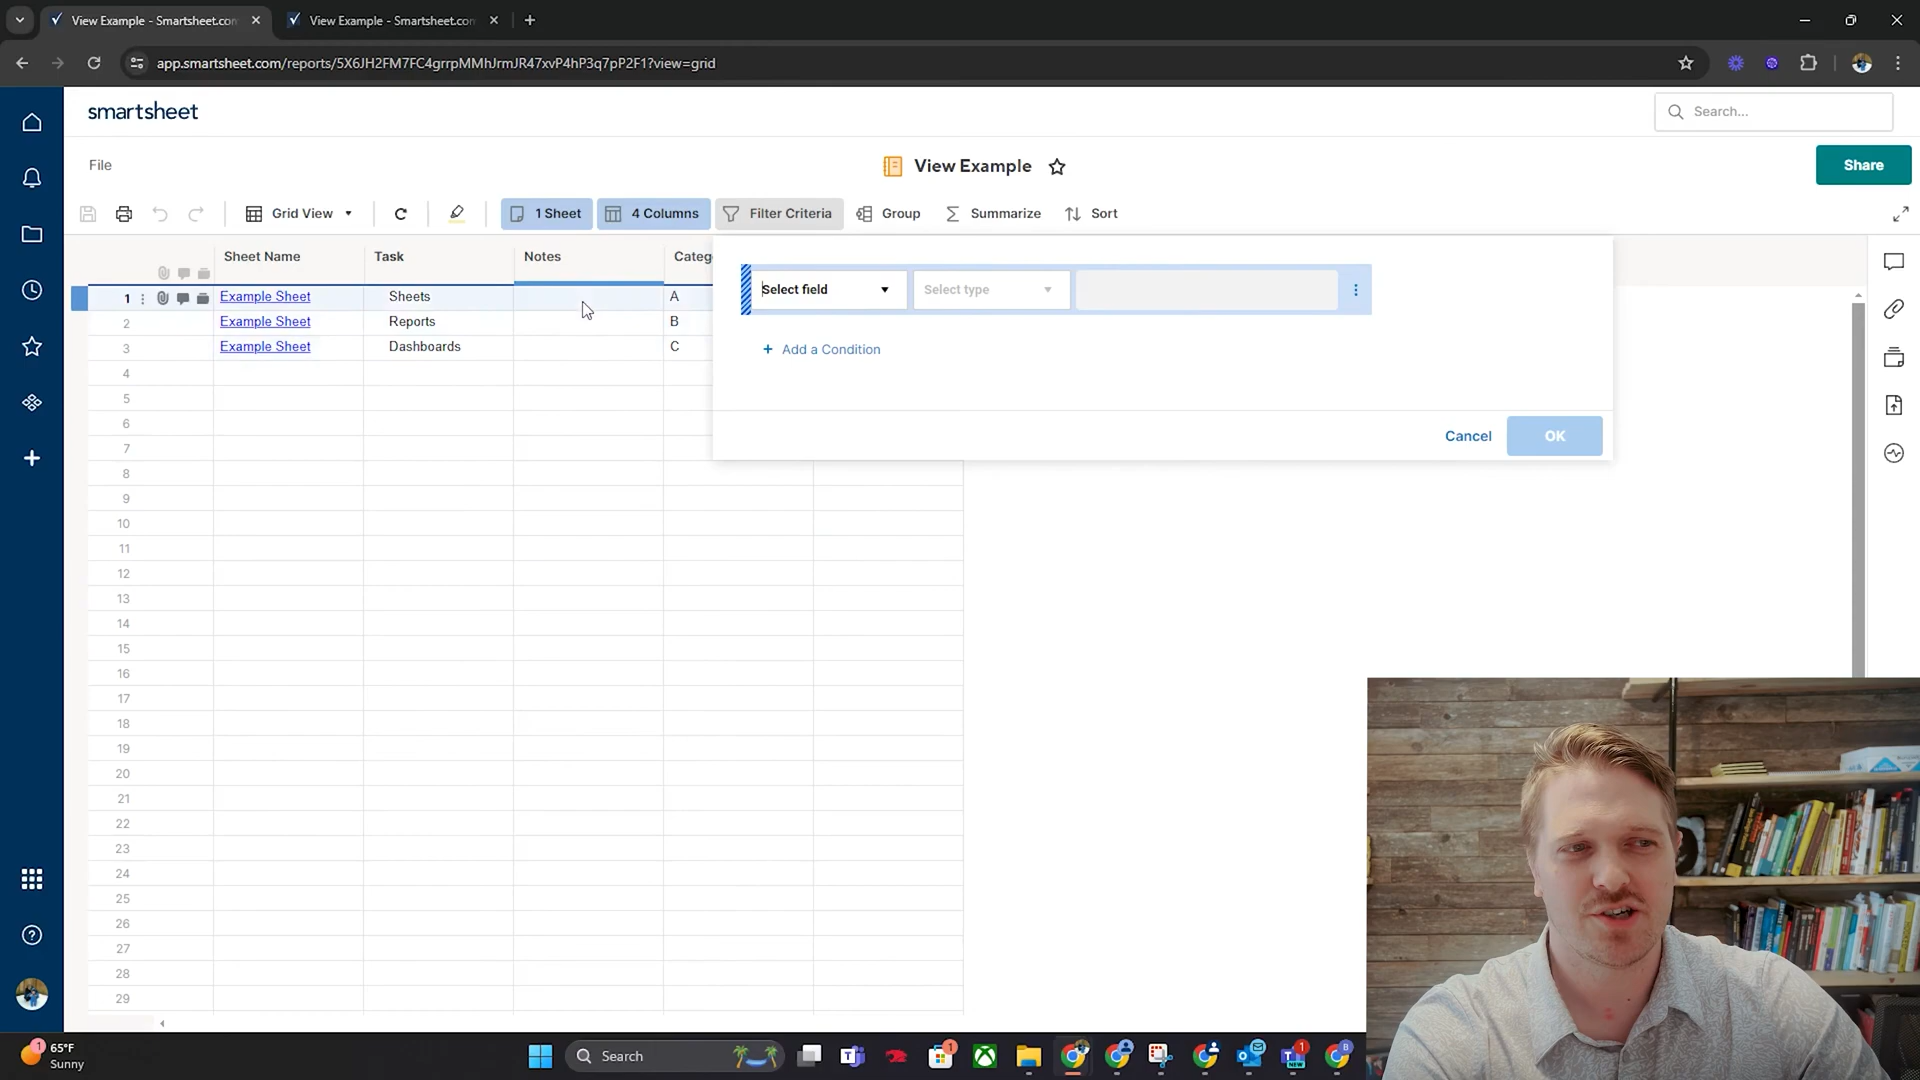 View Example - Smartsheet.com
View Example - Smartsheet.com
app.smartsheet.com/reports/5X6JH2FM7FC4grrpMMhJrmJR47xvP4hP3q7pP2F1?view=grid
smartsheet
Search...
File
View Example
Share
Grid View
1 Sheet
4 Columns
Filter Criteria
Group
Summarize
Sort
Sheet Name
Task
Notes
Categ
1
Example Sheet
Sheets
A
2
Example Sheet
Reports
B
3
Example Sheet
Dashboards
C
Select field
Select type
+ Add a Condition
Cancel
OK
4
5
6
7
8
9
10
11
12
13
14
15
16
17
18
19
20
21
22
23
24
25
26
27
28
29
1
65°F
Sunny
Search
1
1
NEW
B